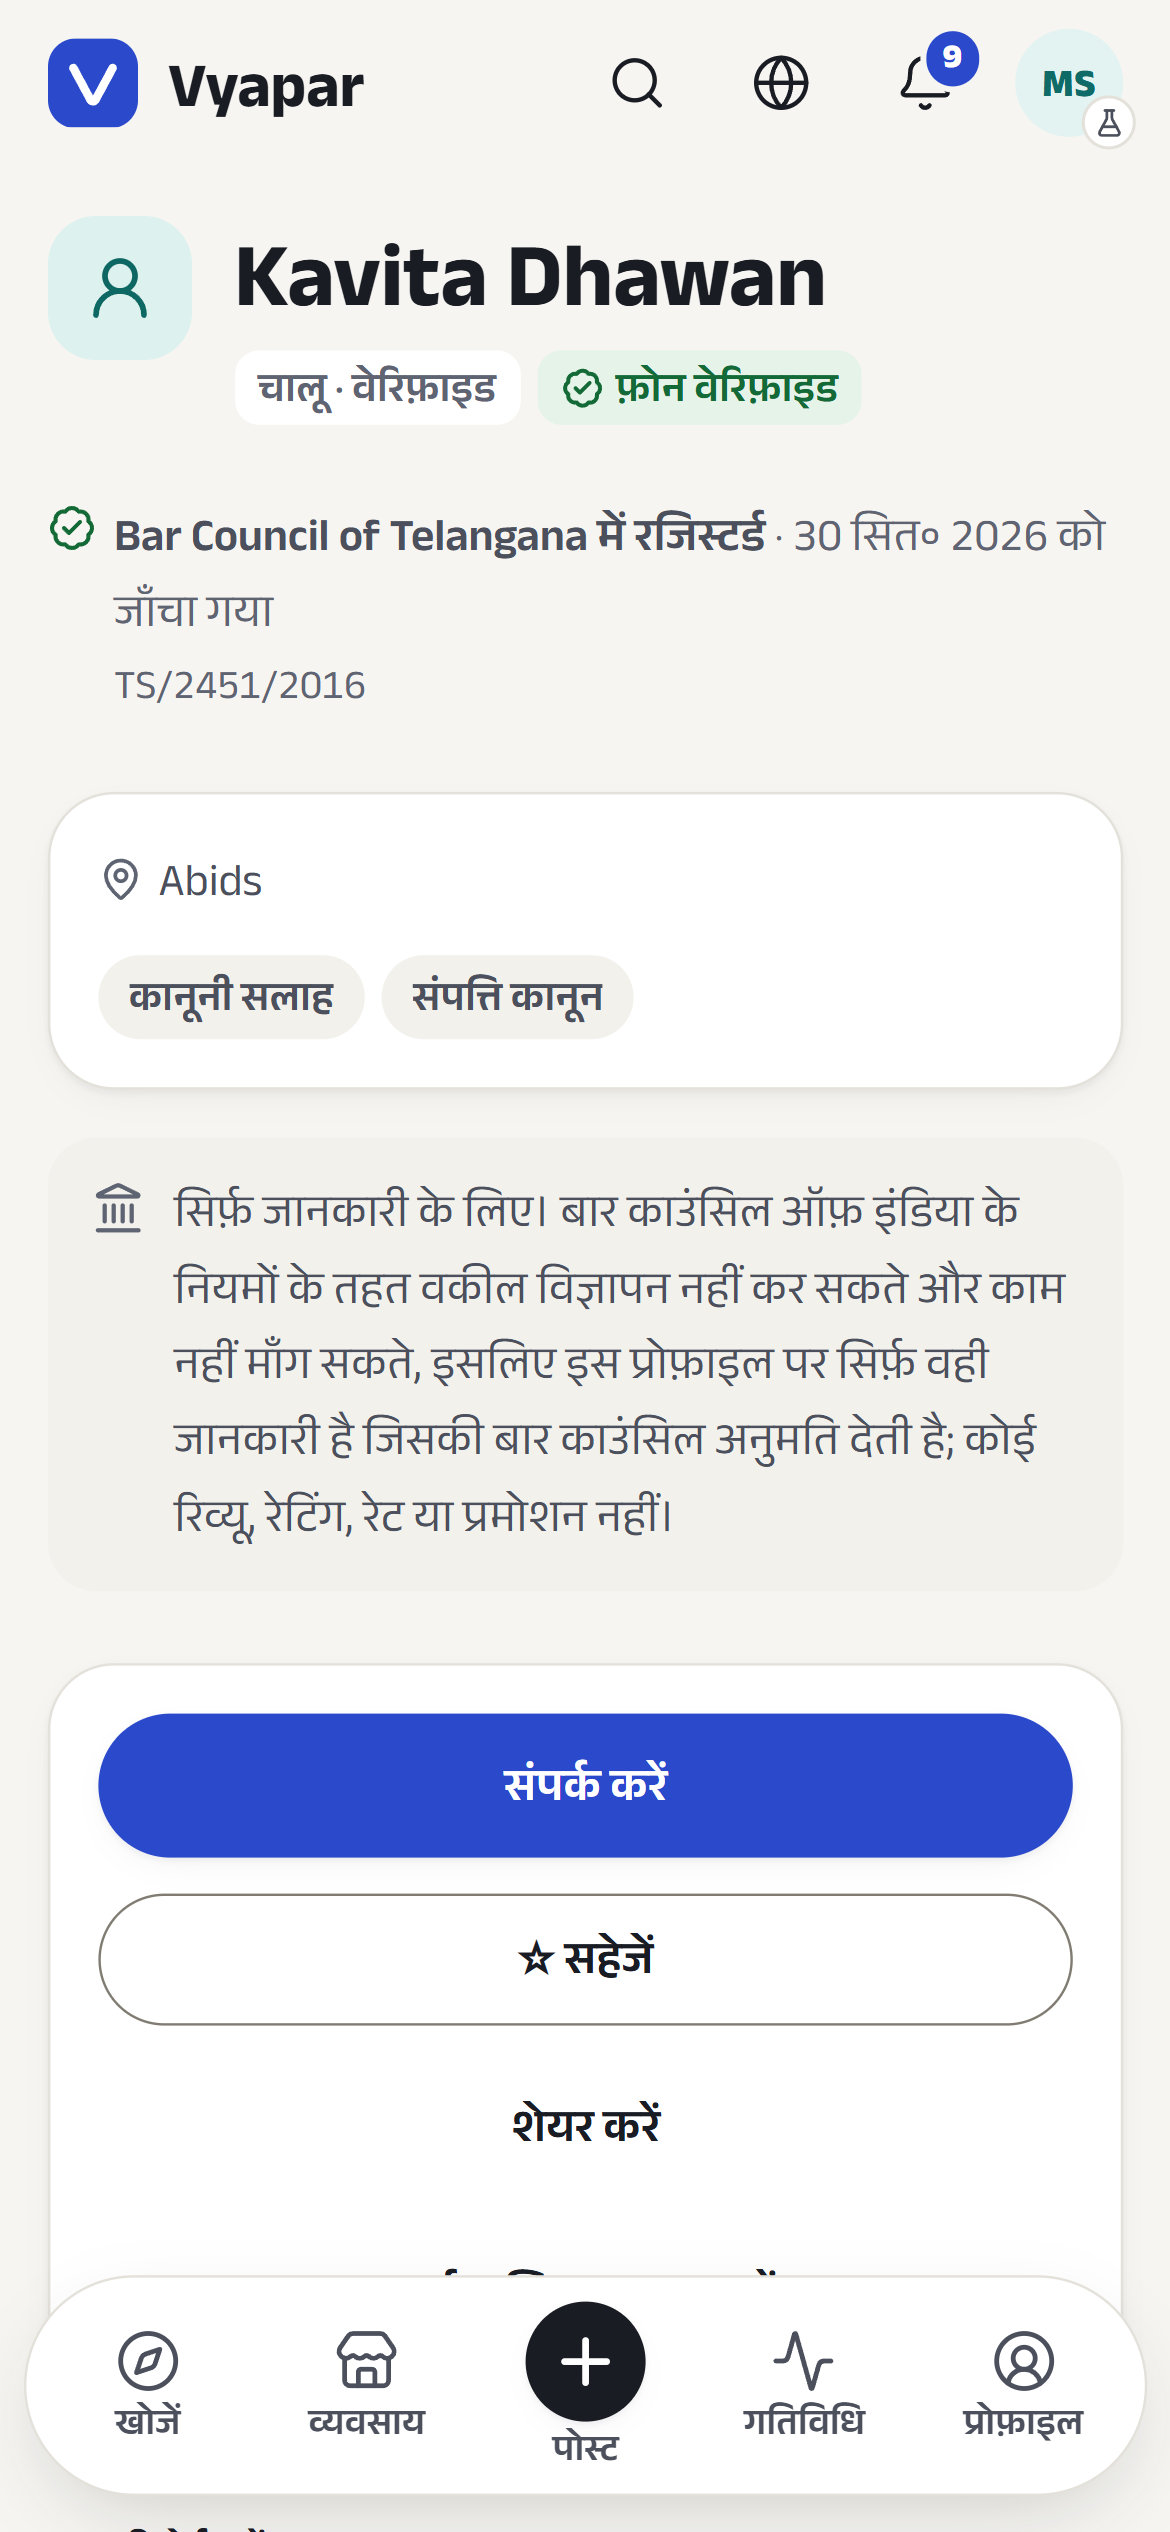 Vyapar
9
MS
Kavita Dhawan
चालू · वेरिफ़ाइड
फ़ोन वेरिफ़ाइड
Bar Council of Telangana में रजिस्टर्ड · 30 सित॰ 2026 को
जाँचा गया
TS/2451/2016
Abids
कानूनी सलाह
संपत्ति कानून
सिर्फ़ जानकारी के लिए। बार काउंसिल ऑफ़ इंडिया के
नियमों के तहत वकील विज्ञापन नहीं कर सकते और काम
नहीं माँग सकते, इसलिए इस प्रोफ़ाइल पर सिर्फ़ वही
जानकारी है जिसकी बार काउंसिल अनुमति देती है; कोई
रिव्यू, रेटिंग, रेट या प्रमोशन नहीं।
संपर्क करें
☆ सहेजें
शेयर करें
खोजें
व्यवसाय
पोस्ट
गतिविधि
प्रोफ़ाइल